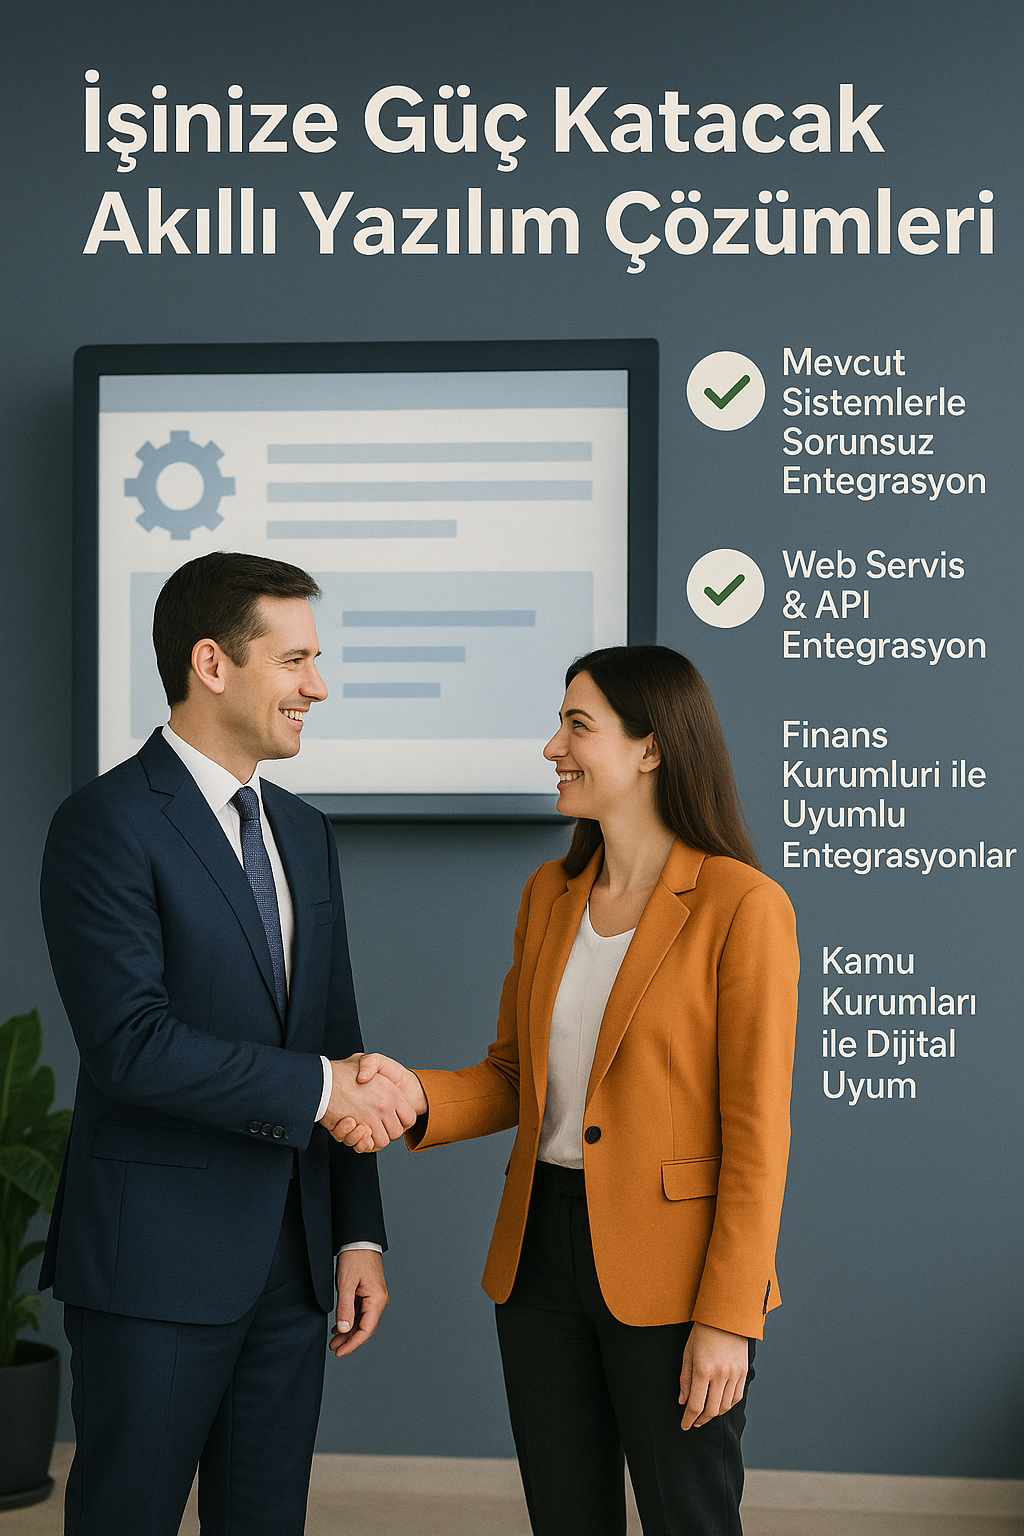 İşinize Güç Katacak
Akıllı Yazılım Çözümleri
Mevcut
Sistemlerle
Sorunsuz
Entegrasyon
Web Servis
& API
Entegrasyon
Finans
Kurumluri ile
Uyumlu
Entegrasyonlar
Kamu
Kurumları
ile Dijital
Uyum